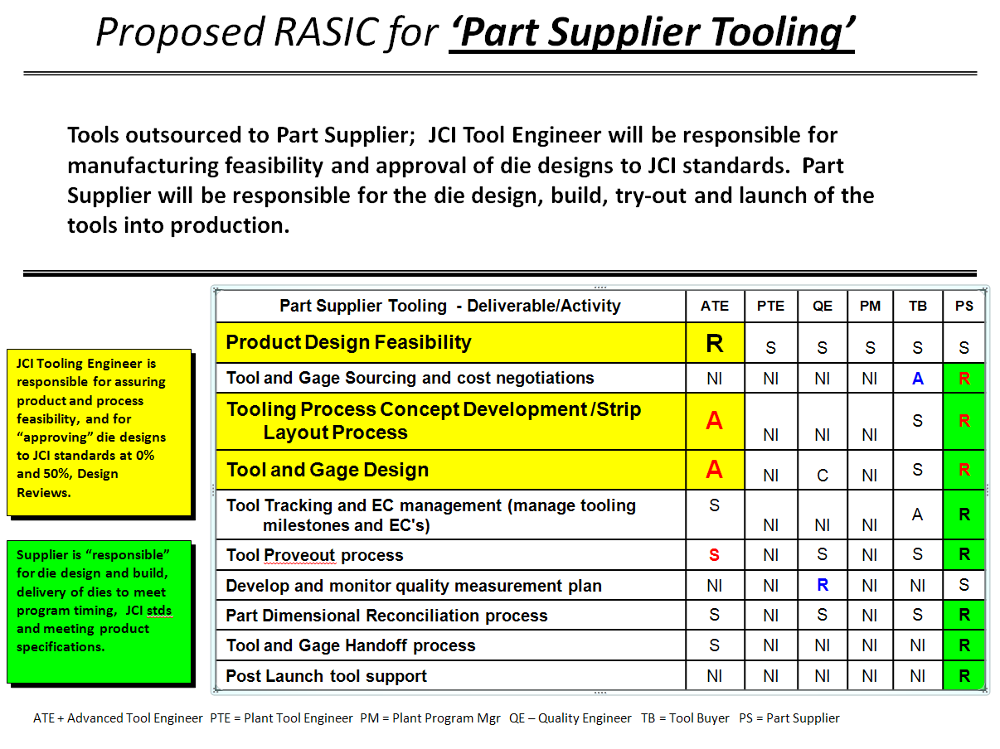 Proposed RASIC for ‘Part Supplier Tooling’
Tools outsourced to Part Supplier;  JCI Tool Engineer will be responsible for
manufacturing feasibility and approval of die designs to JCI standards.  Part
Supplier will be responsible for the die design, build, try-out and launch of the
tools into production.
JCI Tooling Engineer is
responsible for assuring
product and process
feasibility, and for
“approving” die designs
to JCI standards at 0%
and 50%, Design
Reviews.
Supplier is “responsible”
for die design and build,
delivery of dies to meet
program timing,  JCI stds
and meeting product
specifications.
Part Supplier Tooling  - Deliverable/Activity ATE PTE QE PM TB PS
Product Design Feasibility R S S S S S
Tool and Gage Sourcing and cost negotiations NI NI NI NI A R
Tooling Process Concept Development /Strip
Layout Process A NI NI NI S R
Tool and Gage Design A NI C NI S R
Tool Tracking and EC management (manage tooling
milestones and EC's) S NI NI NI A R
Tool Proveout process S NI S NI S R
Develop and monitor quality measurement plan NI NI R NI NI S
Part Dimensional Reconciliation process S NI S NI S R
Tool and Gage Handoff process S NI NI NI NI R
Post Launch tool support NI NI NI NI NI R
ATE + Advanced Tool Engineer  PTE = Plant Tool Engineer  PM = Plant Program Mgr  QE – Quality Engineer  TB = Tool Buyer  PS = Part Supplier